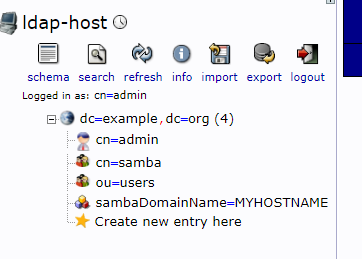 ldap-host
schema search refresh info import export logout
Logged in as: cn=admin
dc=example,dc=org (4)
cn=admin
cn=samba
ou=users
sambaDomainName=MYHOSTNAME
Create new entry here